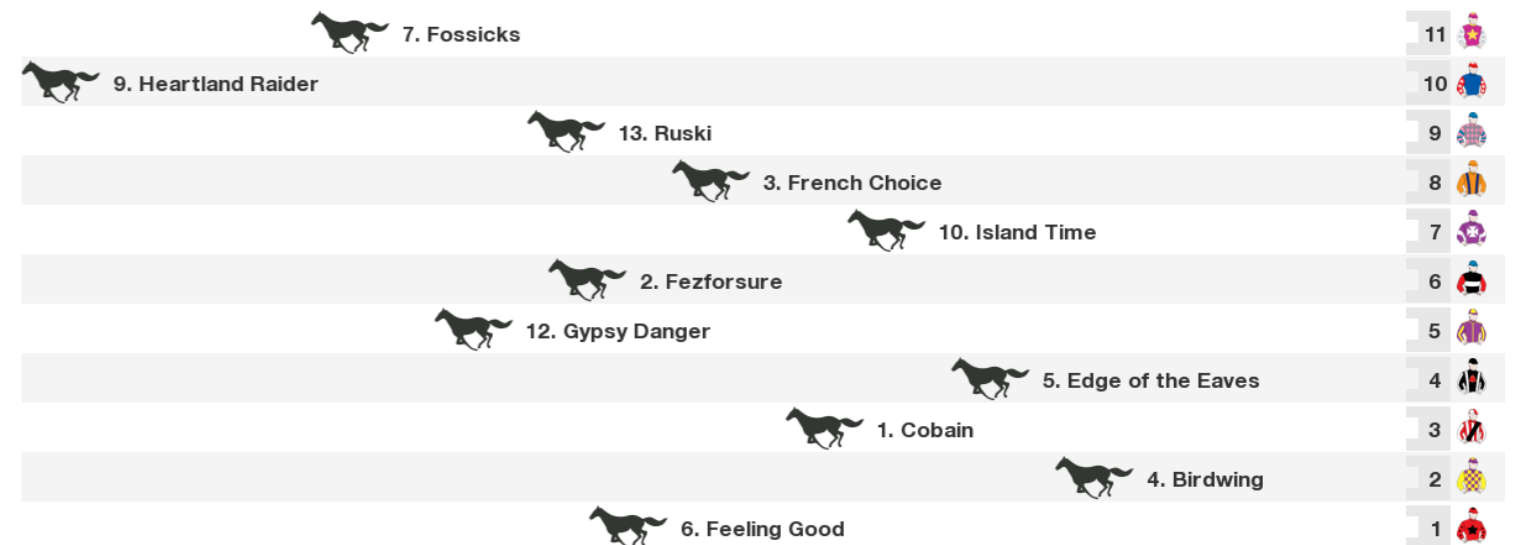 7. Fossicks 11
9. Heartland Raider 10
13. Ruski 9
3. French Choice 8
10. Island Time 7
2. Fezforsure 6
12. Gypsy Danger 5
5. Edge of the Eaves 4
1. Cobain 3
4. Birdwing 2
6. Feeling Good 1